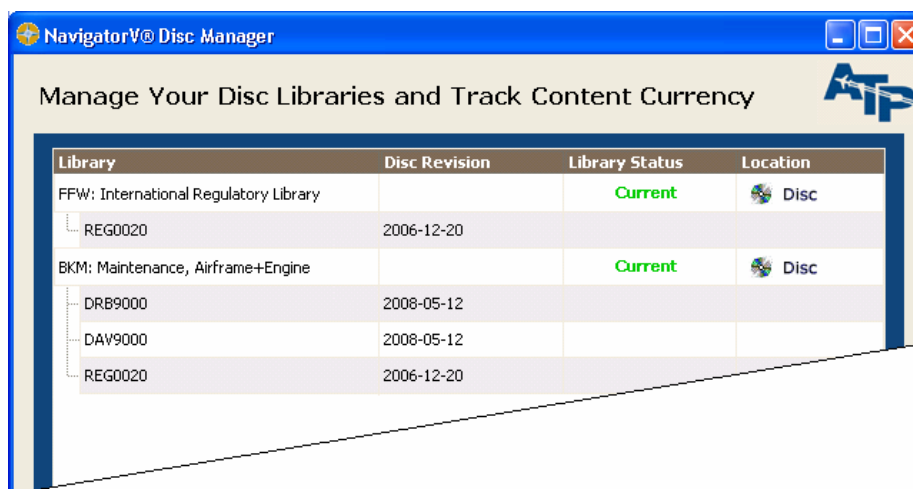 NavigatorV® Disc Manager
Manage Your Disc Libraries and Track Content Currency
ATP
Library Disc Revision Library Status Location
FFW: International Regulatory Library Current Disc
REG0020 2006-12-20
BKM: Maintenance, Airframe+Engine Current Disc
DRB9000 2008-05-12
DAV9000 2008-05-12
REG0020 2006-12-20